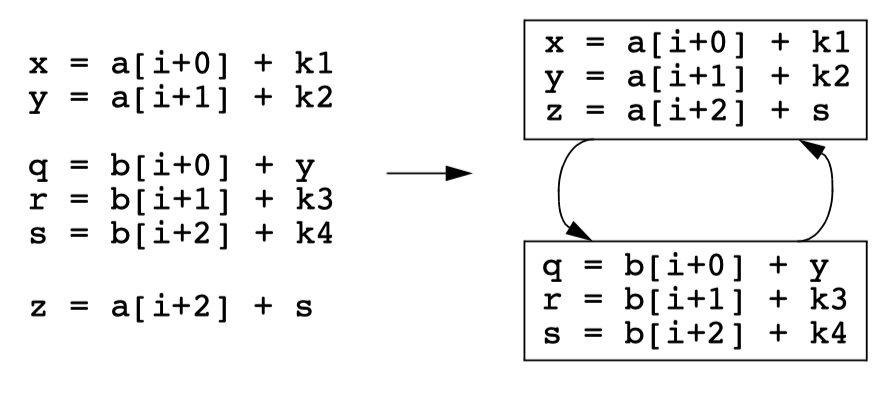 x = a[i+0] + k1
y = a[i+1] + k2
q = b[i+0] + y
r = b[i+1] + k3
s = b[i+2] + k4
z = a[i+2] + s
x = a[i+0] + k1
y = a[i+1] + k2
z = a[i+2] + s
q = b[i+0] + y
r = b[i+1] + k3
s = b[i+2] + k4